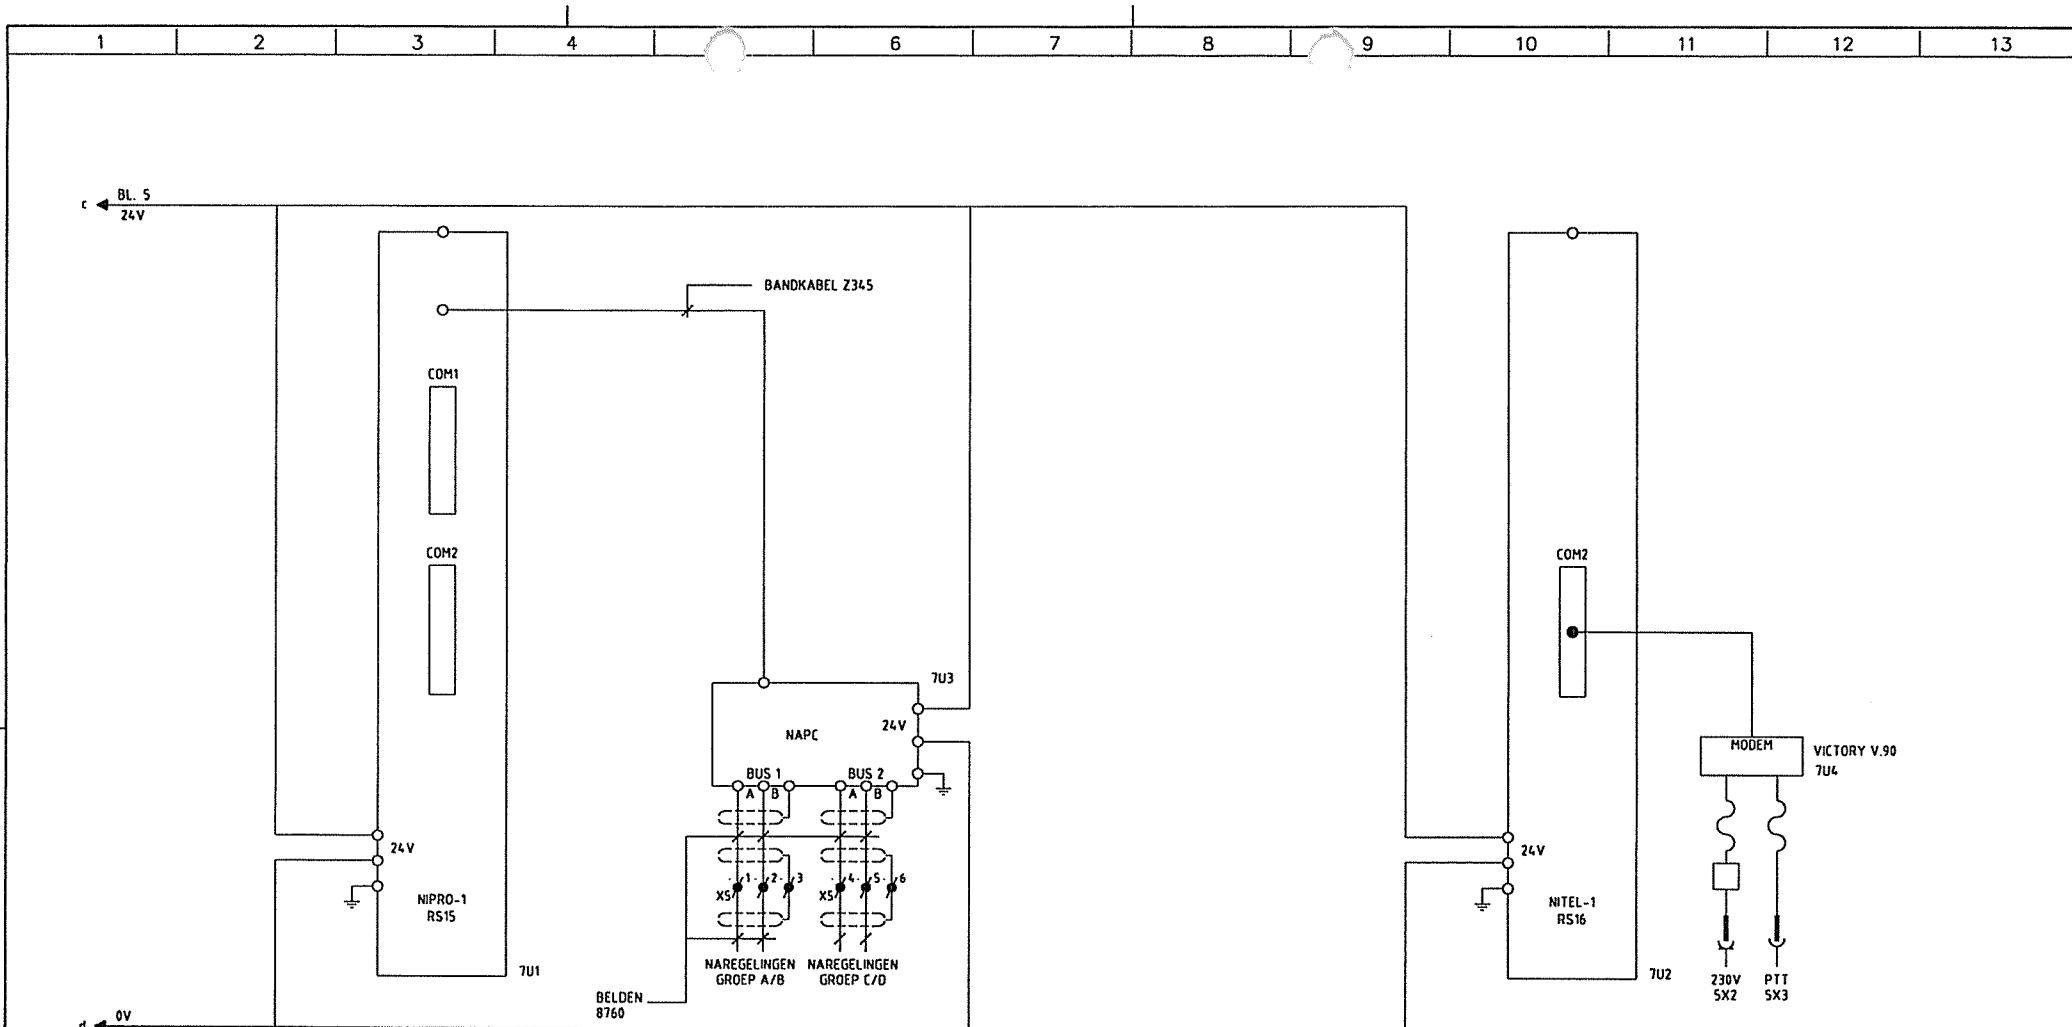 1 2 3 4 6 7 8 9 10 11 12 13
c BL. 5
24V
BANDKABEL Z345
COM1
COM2
COM2
7U3
24V
NAPC
MODEM
VICTORY V.90
7U4
BUS 1 BUS 2
A B A B
24V
24V
1 2 3 4 5 6
X5 X5
NIPRO-1
RS15
NITEL-1
RS16
NAREGELINGEN
GROEP A/B
NAREGELINGEN
GROEP C/D
7U1
7U2
230V
5X2
PTT
5X3
BELDEN
8760
d 0V